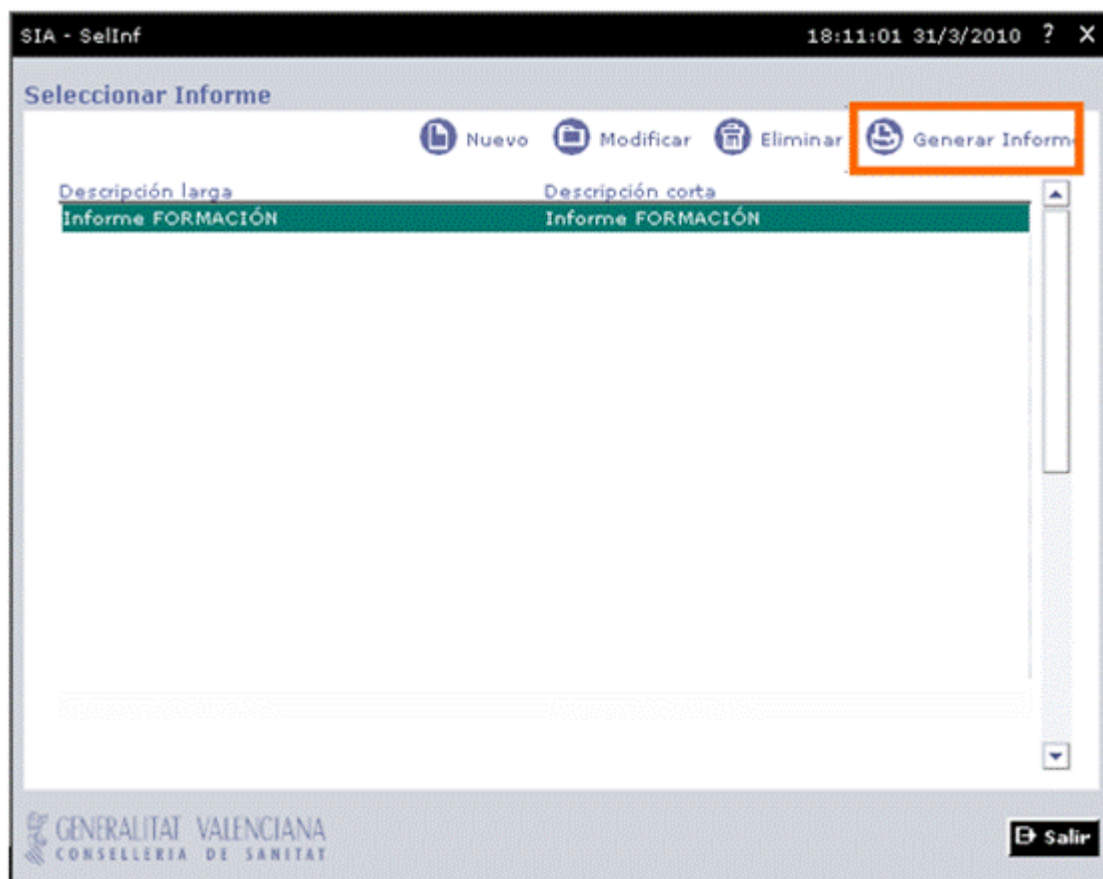 SIA - SelInf 18:11:01 31/3/2010 ? X
Seleccionar Informe
Nuevo Modificar Eliminar Generar Inform
Descripción larga Descripción corta
Informe FORMACIÓN Informe FORMACIÓN
GENERALITAT VALENCIANA
CONSELLERIA DE SANITAT
Salir